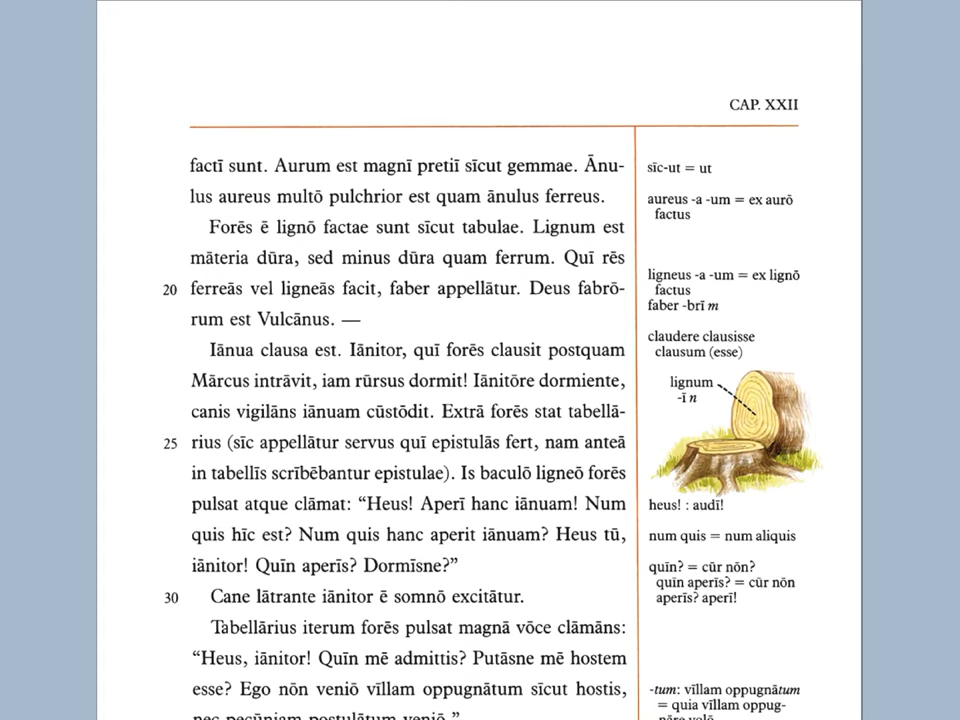 CAP. XXII
factī sunt. Aurum est magnī pretiī sīcut gemmae. Ānu-
lus aureus multō pulchrior est quam ānulus ferreus.
Forēs ē lignō factae sunt sīcut tabulae. Lignum est
māteria dūra, sed minus dūra quam ferrum. Quī rēs
20 ferreās vel ligneās facit, faber appellātur. Deus fabrō-
rum est Vulcānus. —
Iānua clausa est. Iānitor, quī forēs clausit postquam
Mārcus intrāvit, iam rūrsus dormit! Iānitōre dormiente,
canis vigilāns iānuam cūstōdit. Extrā forēs stat tabellā-
25 rius (sīc appellātur servus quī epistulās fert, nam anteā
in tabellīs scrībēbantur epistulae). Is baculō ligneō forēs
pulsat atque clāmat: “Heus! Aperī hanc iānuam! Num
quis hīc est? Num quis hanc aperit iānuam? Heus tū,
iānitor! Quīn aperīs? Dormīsne?”
30 Cane lātrante iānitor ē somnō excitātur.
Tabellārius iterum forēs pulsat magnā vōce clāmāns:
“Heus, iānitor! Quīn mē admittis? Putāsne mē hostem
esse? Ego nōn veniō vīllam oppugnātum sīcut hostis,
nec pecūniam postulātum veniō.”
sīc-ut = ut
aureus -a -um = ex aurō
factus
ligneus -a -um = ex lignō
factus
faber -brī m
claudere clausisse
clausum (esse)
lignum
-ī n
heus! : audī!
num quis = num aliquis
quīn? = cūr nōn?
quīn aperīs? = cūr nōn
aperīs? aperī!
-tum: vīllam oppugnātum
= quia vīllam oppug-
nāre volō